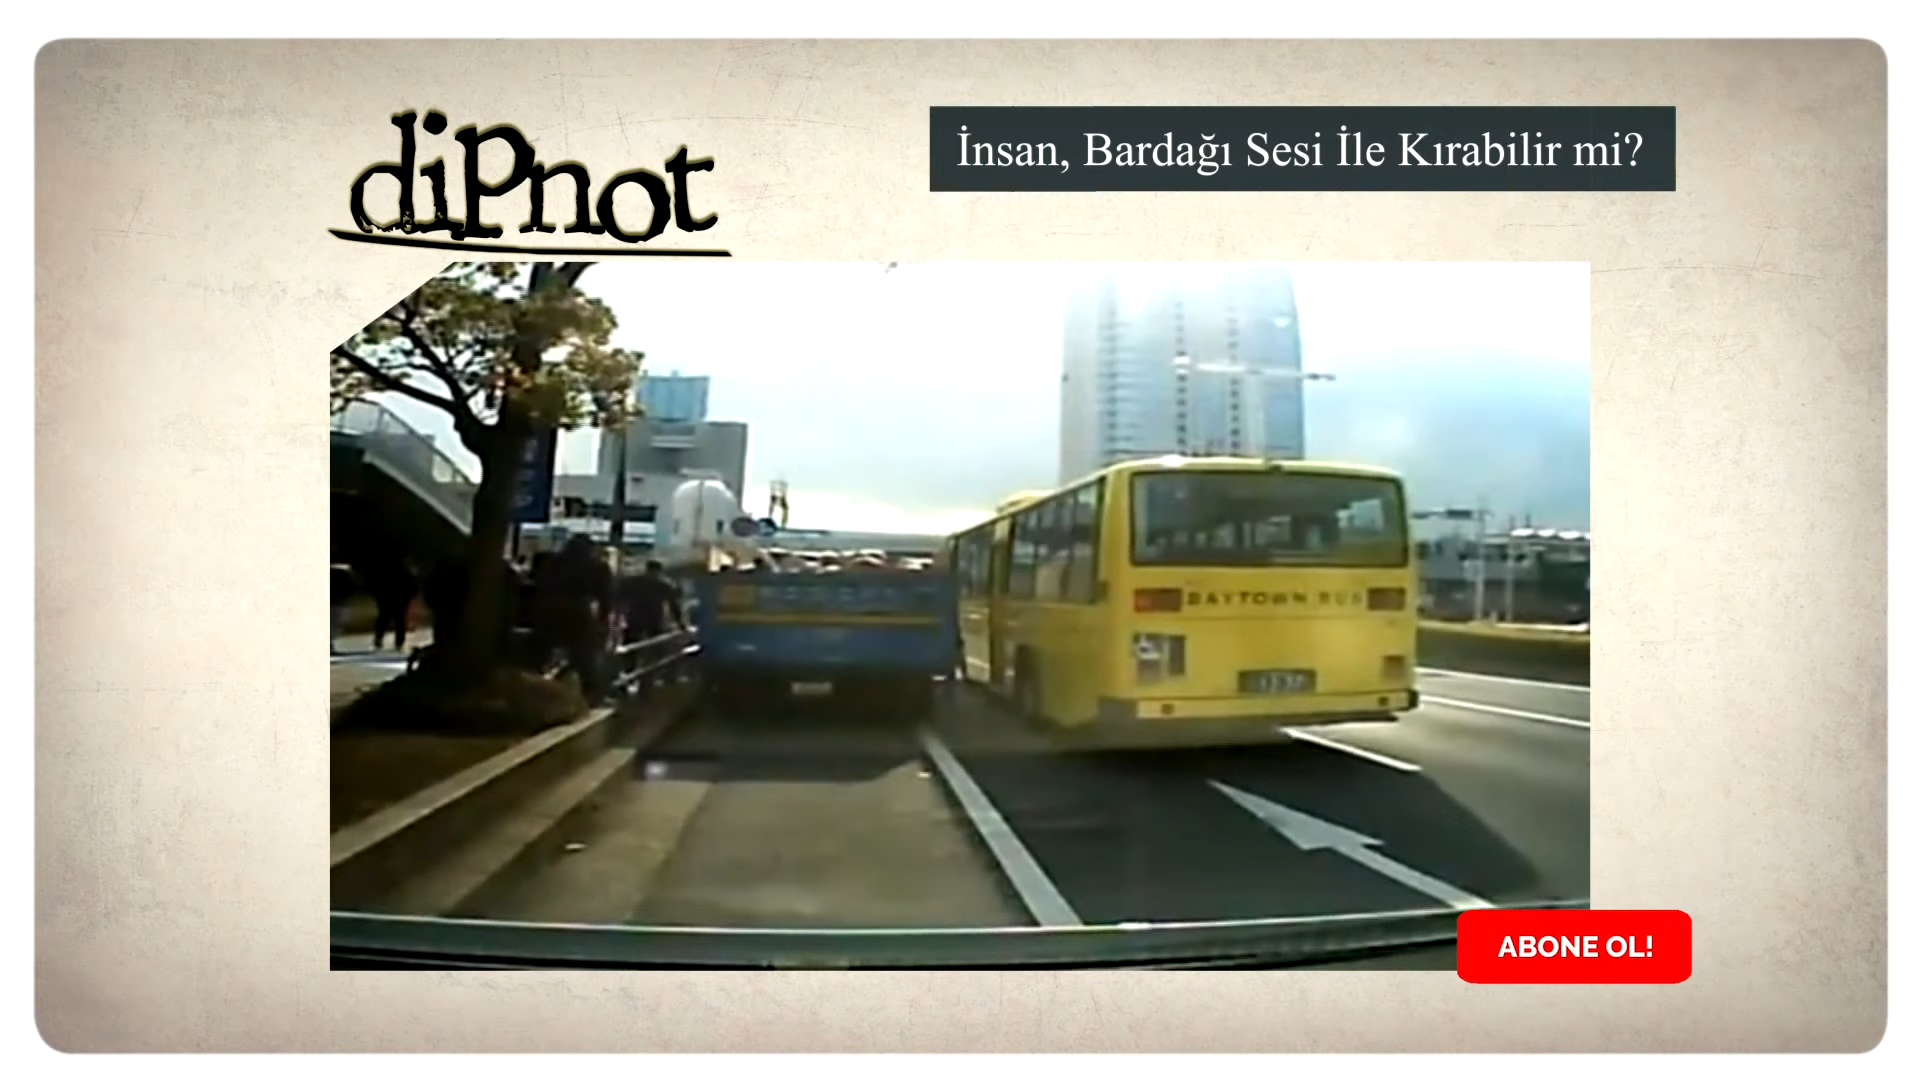 dipnot
İnsan, Bardağı Sesi İle Kırabilir mi?
BAYTOWN BUS
ABONE OL!